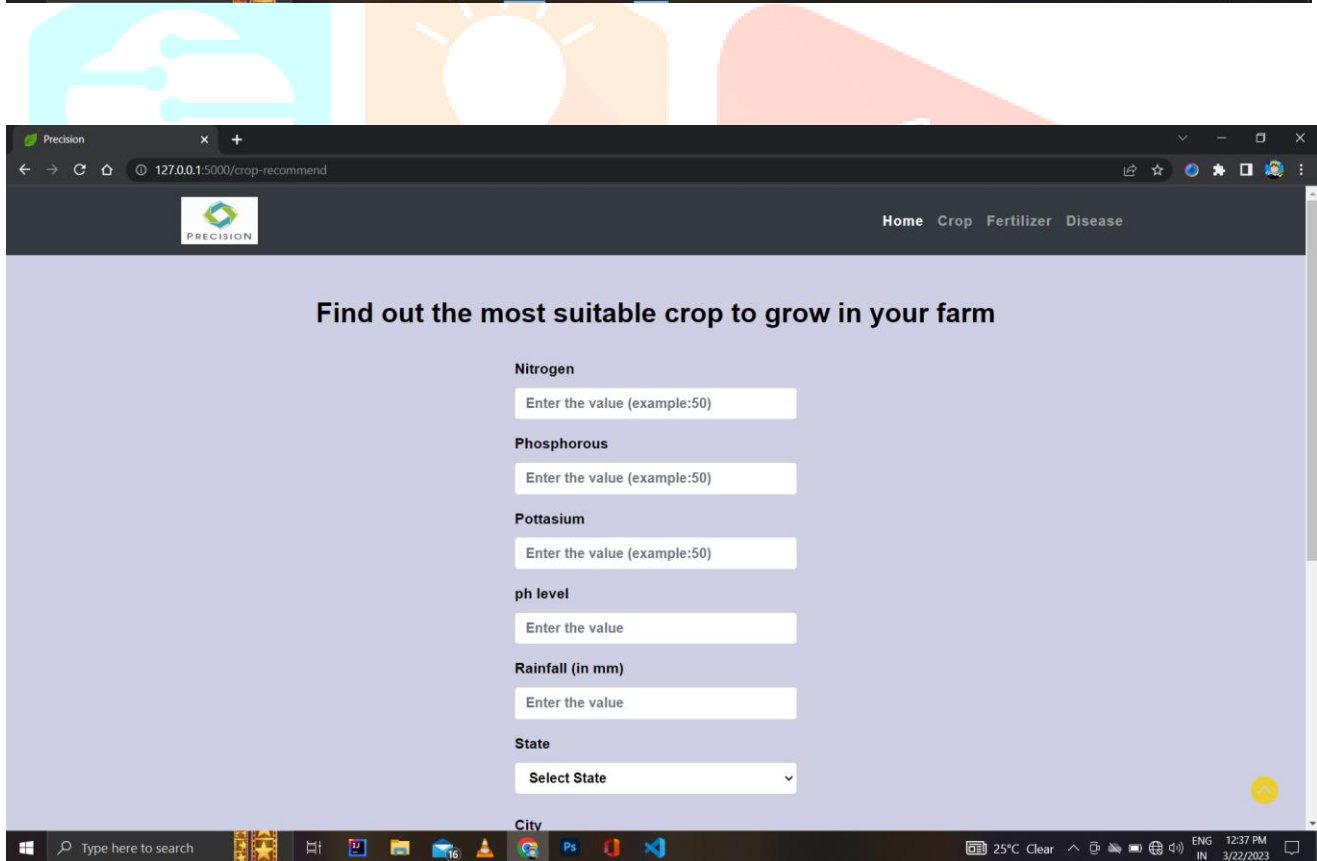 Precision
127.0.0.1:5000/crop-recommend
PRECISION
Home Crop Fertilizer Disease
Find out the most suitable crop to grow in your farm
Nitrogen
Enter the value (example:50)
Phosphorous
Enter the value (example:50)
Pottasium
Enter the value (example:50)
ph level
Enter the value
Rainfall (in mm)
Enter the value
State
Select State
City
Type here to search
16
Ps
25°C Clear
ENG
IN
12:37 PM
3/22/2023